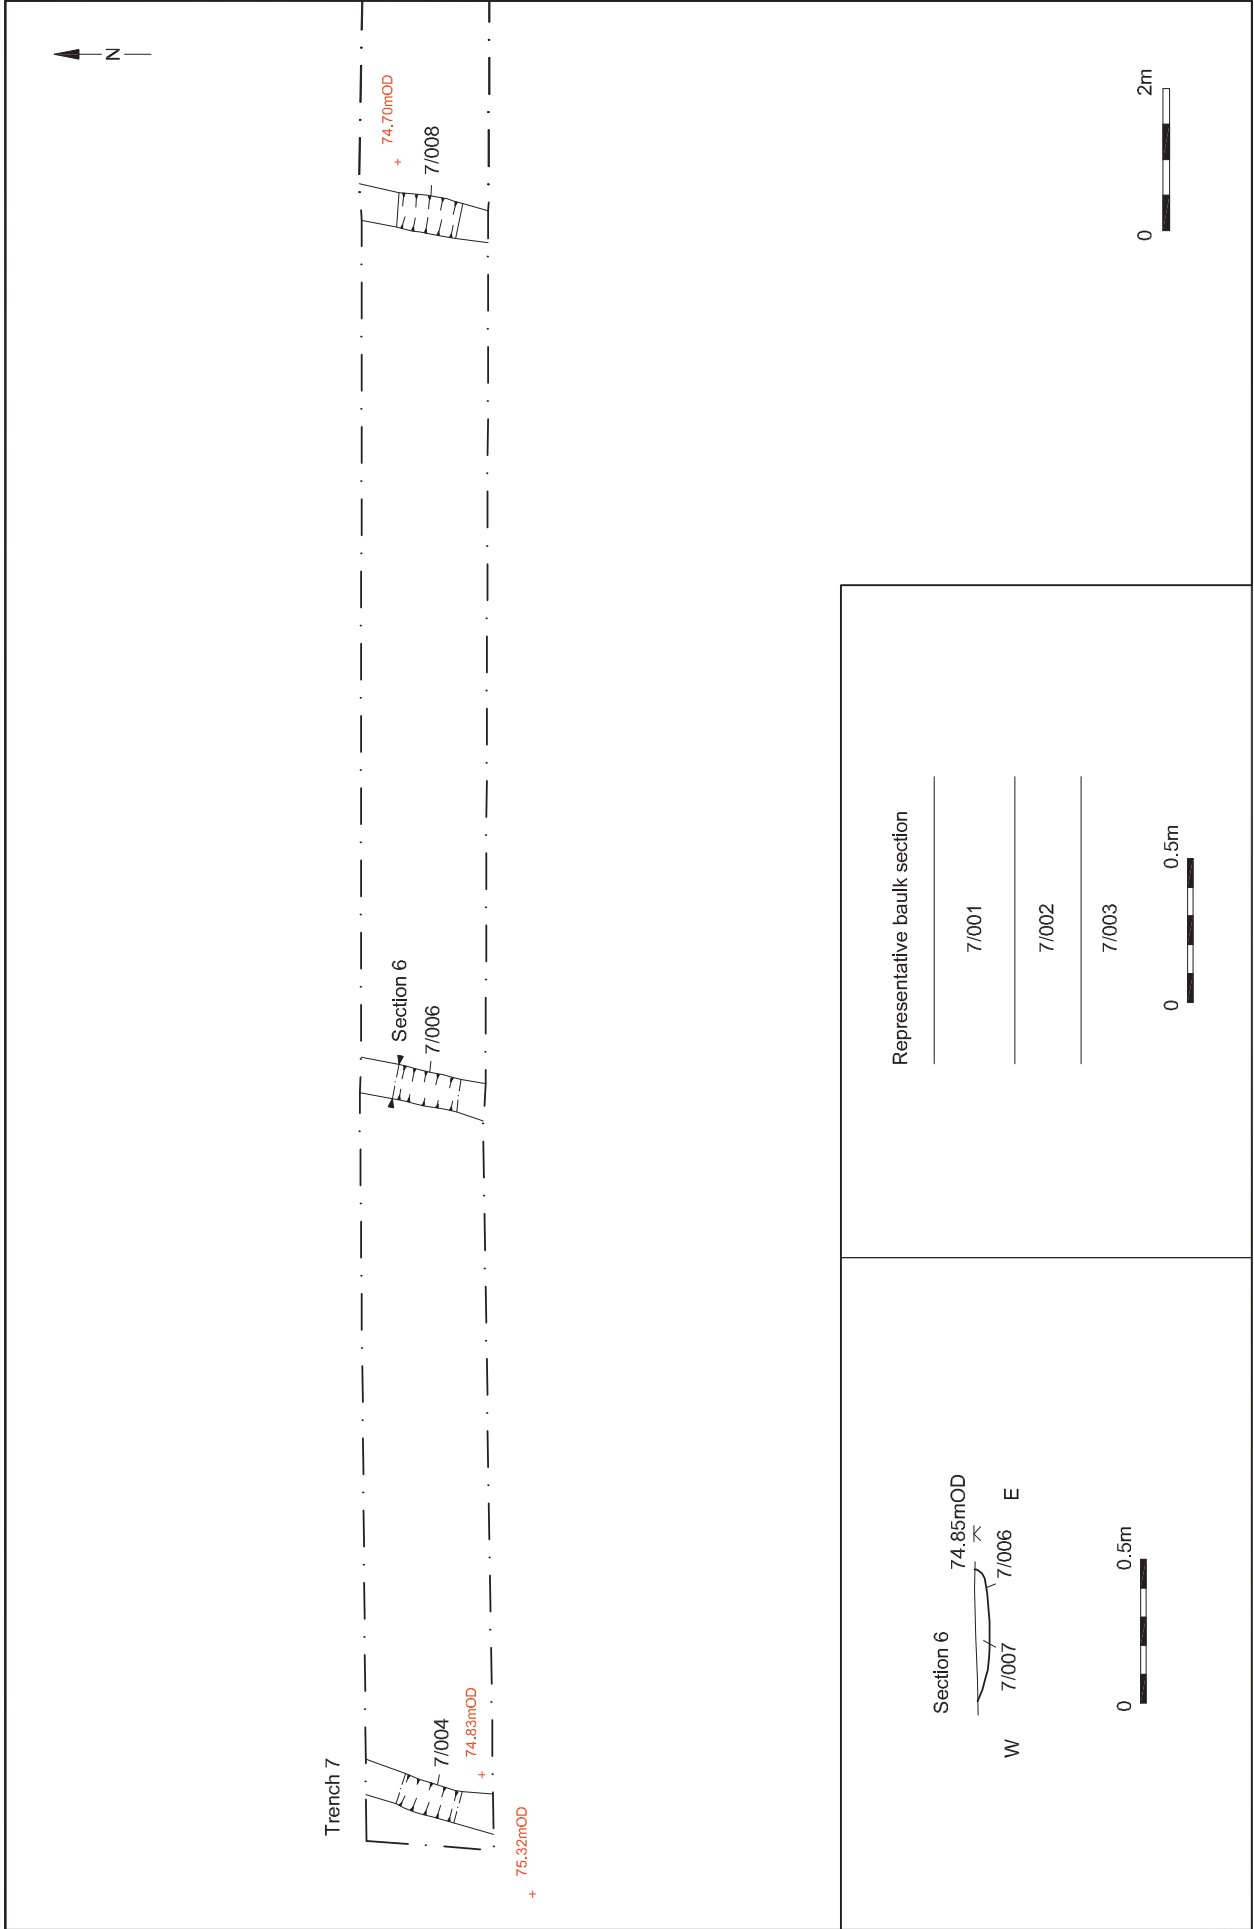 N
Trench 7
75.32mOD
7/004
74.83mOD
Section 6
7/006
74.70mOD
7/008
Section 6
74.85mOD
W
7/007
7/006
E
0
0.5m
Representative baulk section
7/001
7/002
7/003
0
0.5m
0
2m